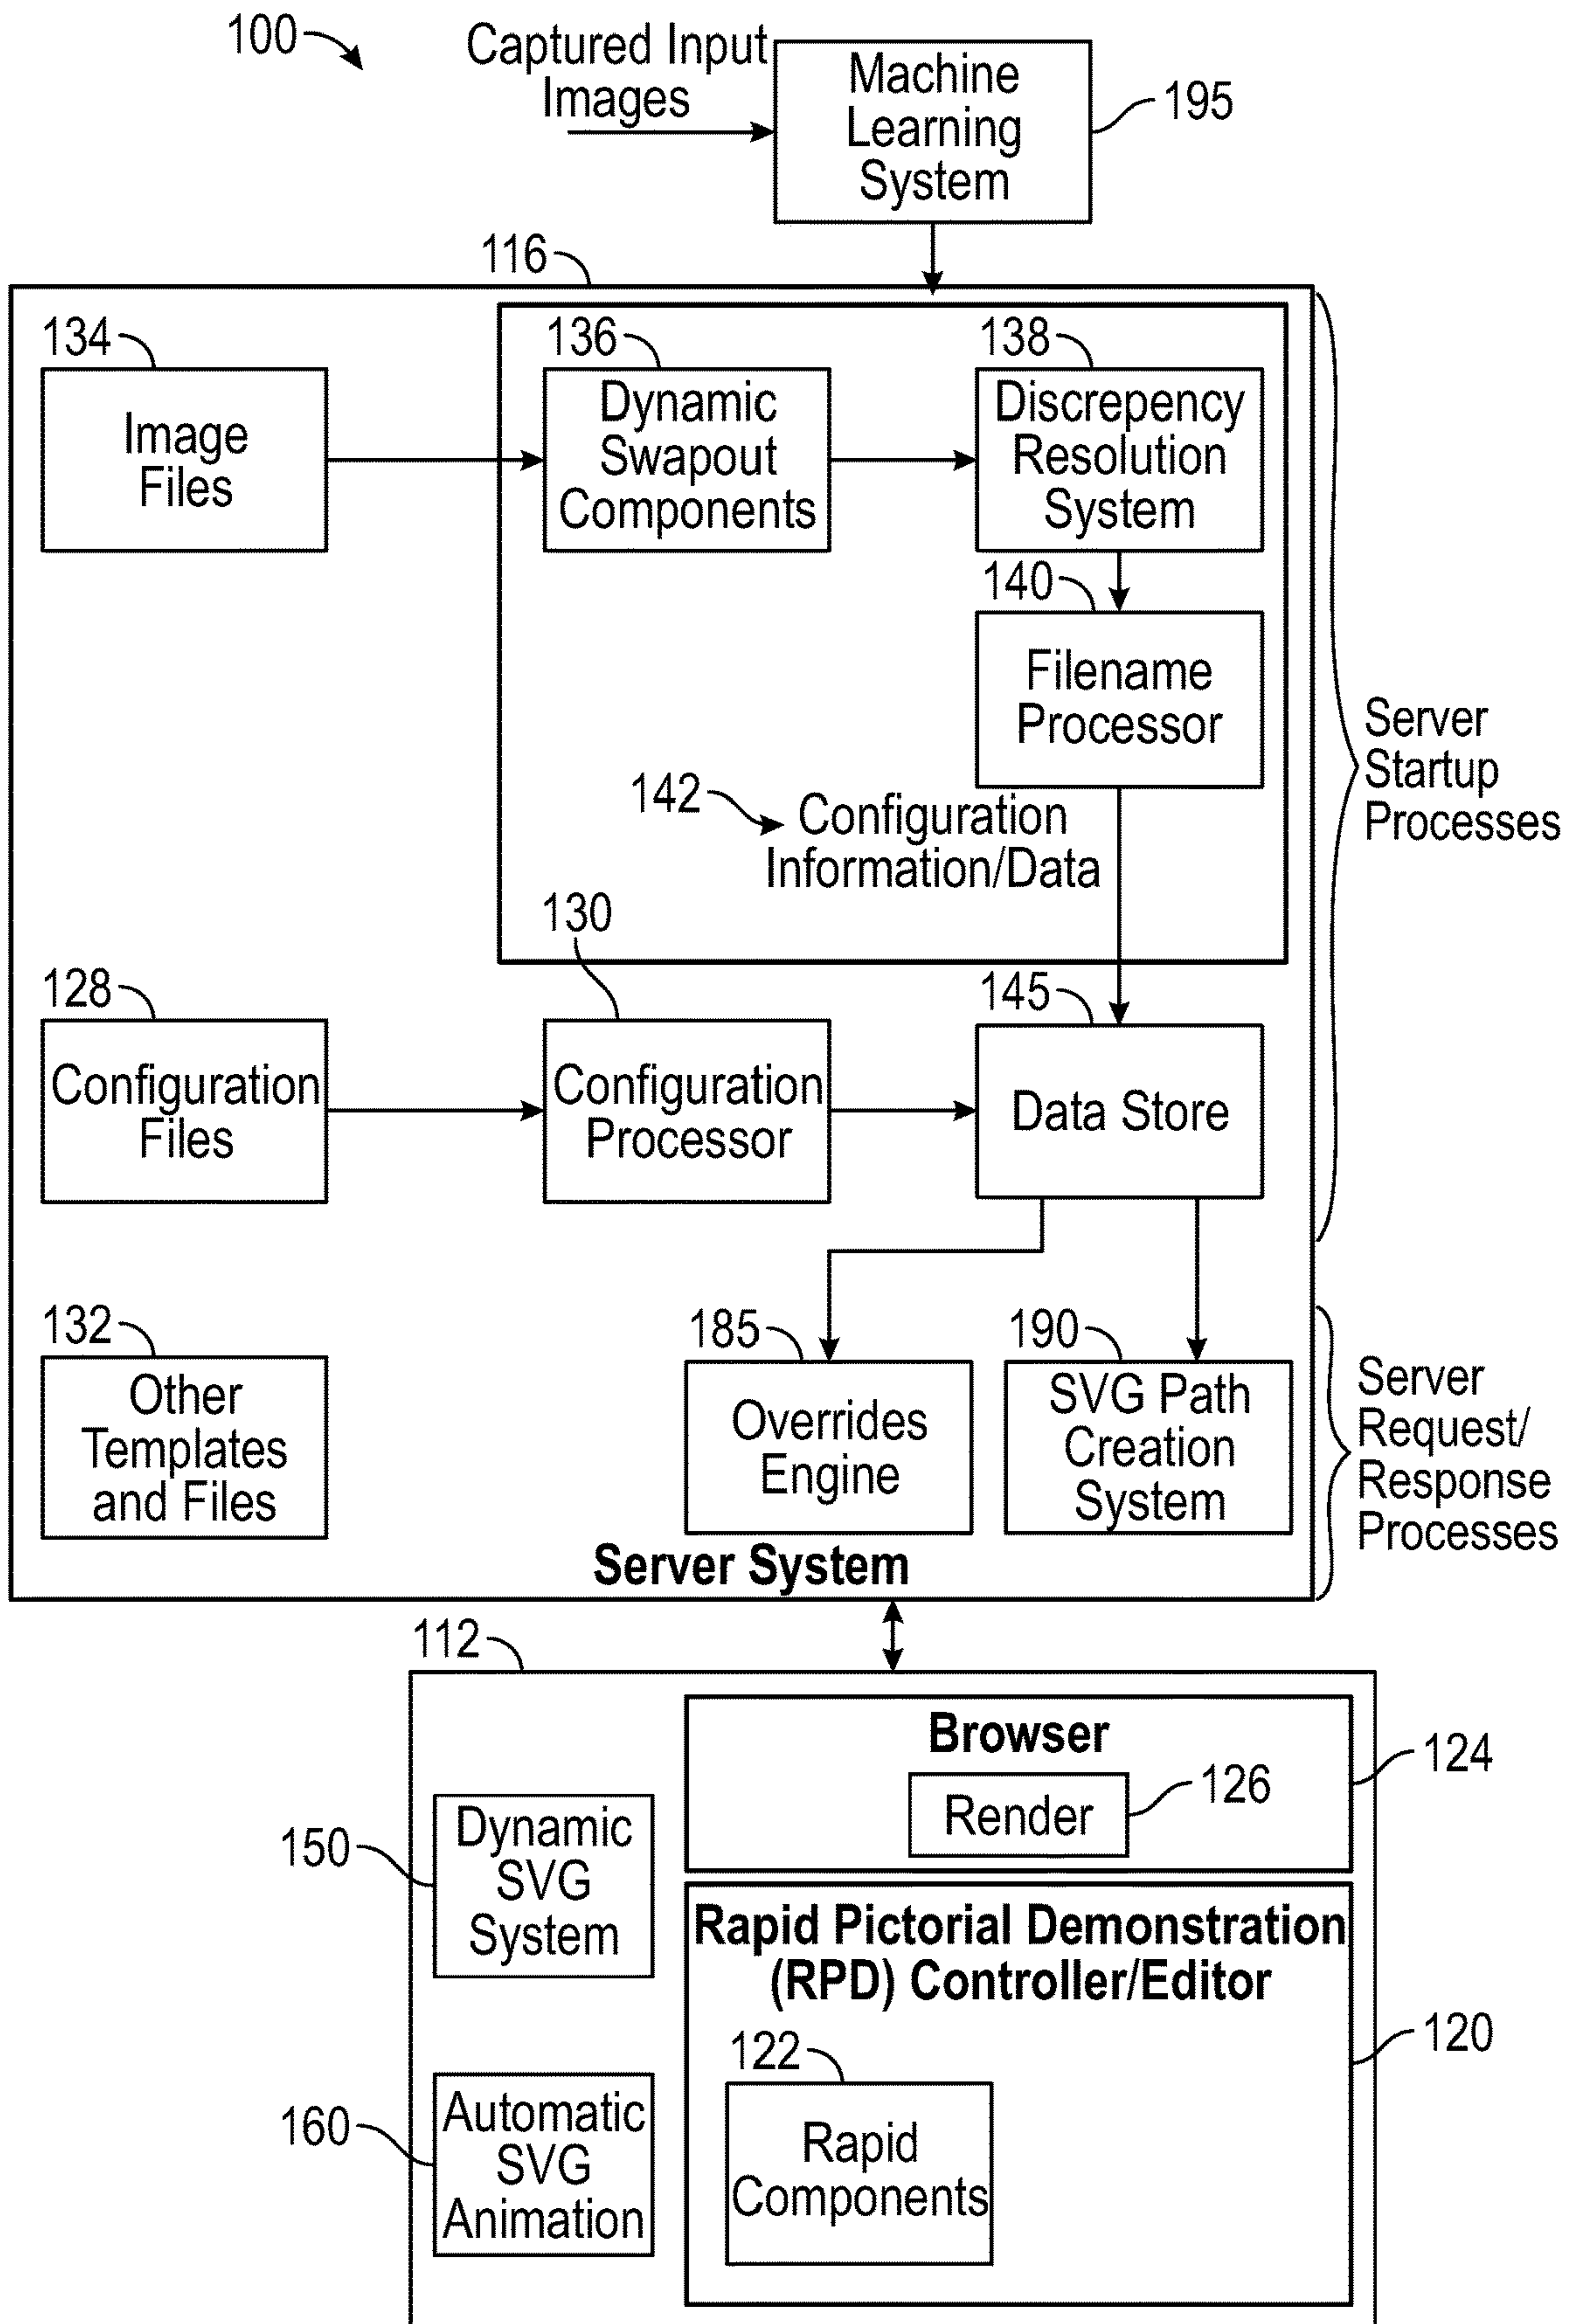 100
Captured Input
Images
Machine
Learning
System
195
116
134
Image
Files
136
Dynamic
Swapout
Components
138
Discrepency
Resolution
System
140
Filename
Processor
142
Configuration
Information/Data
Server
Startup
Processes
128
Configuration
Files
130
Configuration
Processor
145
Data Store
132
Other
Templates
and Files
185
Overrides
Engine
190
SVG Path
Creation
System
Server
Request/
Response
Processes
Server System
112
Browser
124
Render
126
150
Dynamic
SVG
System
Rapid Pictorial Demonstration
(RPD) Controller/Editor
120
122
Rapid
Components
160
Automatic
SVG
Animation